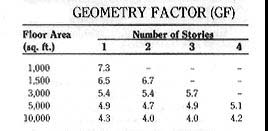 GEOMETRY FACTOR (GF)
Floor Area Number of Stories
(sq. ft.) 1 2 3 4
1,000 7.3 - - -
1,500 6.5 6.7 - -
3,000 5.4 5.4 5.7 -
5,000 4.9 4.7 4.9 5.1
10,000 4.3 4.0 4.0 4.2